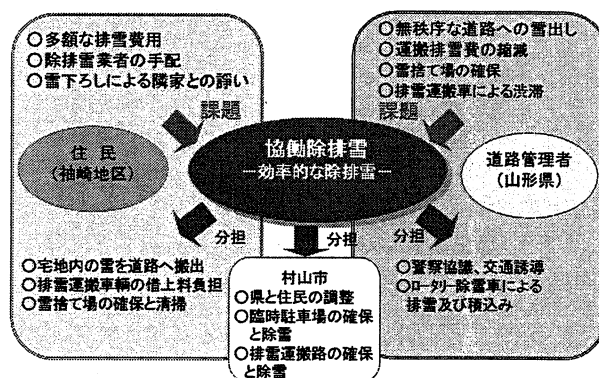 ○多額な排雪費用
○除排雪業者の手配
○雪下ろしによる隣家との諍い
課題
住 民
(袖崎地区)
○無秩序な道路への雪出し
○運搬排雪費の縮減
○雪捨て場の確保
○排雪運搬車による渋滞
課題
協働除排雪
―効率的な除排雪―
道路管理者
(山形県)
分担
分担
分担
○宅地内の雪を道路へ搬出
○排雪運搬車輌の借上料負担
○雪捨て場の確保と清掃
村山市
○県と住民の調整
○臨時駐車場の確保
と除雪
○排雪運搬路の確保
と除雪
○警察協議、交通誘導
○ロータリー除雪車による
排雪及び積込み